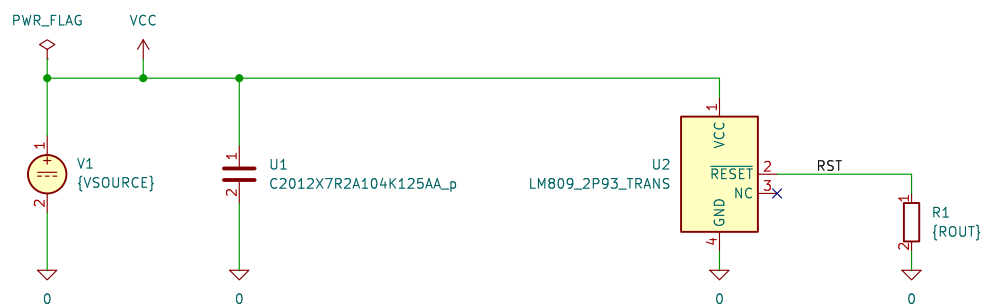 PWR_FLAG
VCC
1
V1
{VSOURCE}
2
0
1
U1
C2012X7R2A104K125AA_p
2
0
U2
LM809_2P93_TRANS
1
VCC
RESET
2
NC
3
GND
4
0
RST
1
R1
{ROUT}
2
0